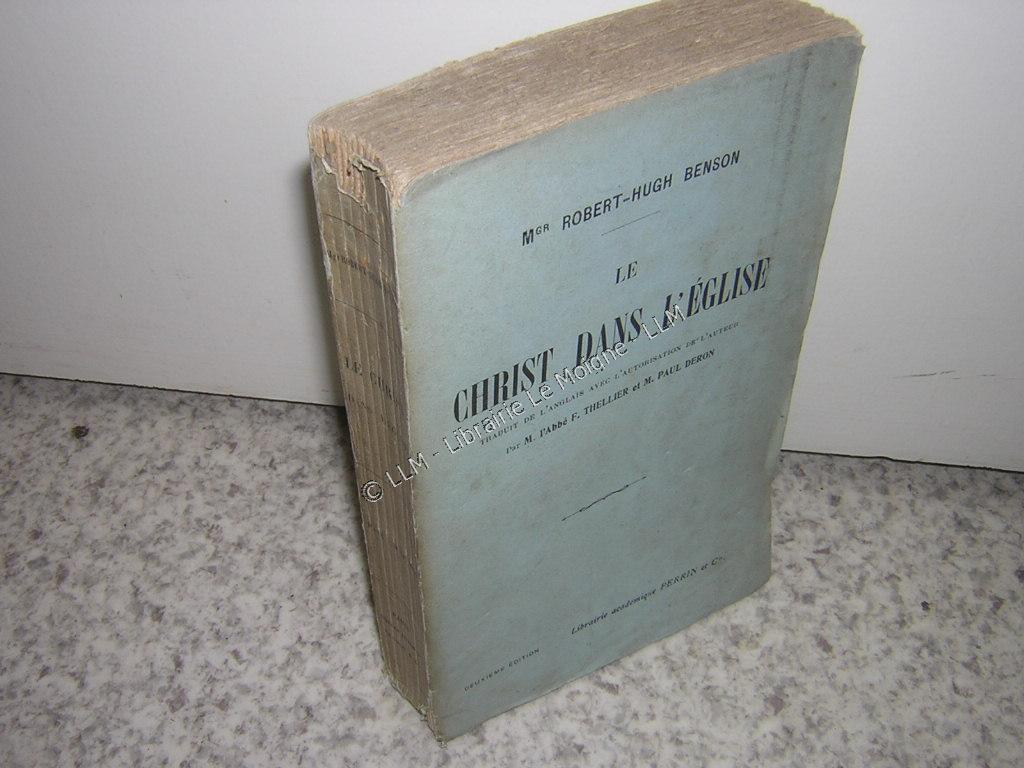 Mgr ROBERT-HUGH BENSON
LE
CHRIST DANS L'ÉGLISE
TRADUIT DE L'ANGLAIS AVEC L'AUTORISATION DE L'AUTEUR
Par M. l'Abbé F. THELLIER et M. PAUL DERON
Librairie académique PERRIN et Cie.
DEUXIÈME ÉDITION
© LLM - Librairie Le Moigne - LLM